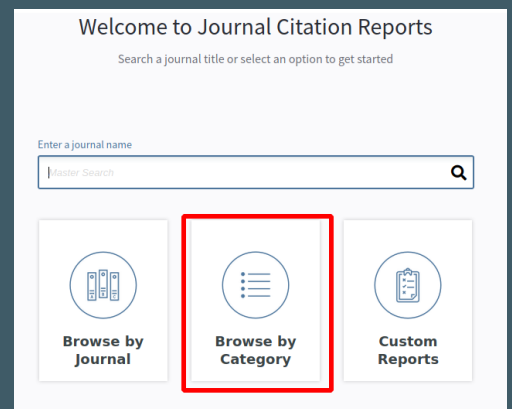 Welcome to Journal Citation Reports
Search a journal title or select an option to get started
Enter a journal name
Master Search
Browse by
Journal
Browse by
Category
Custom
Reports